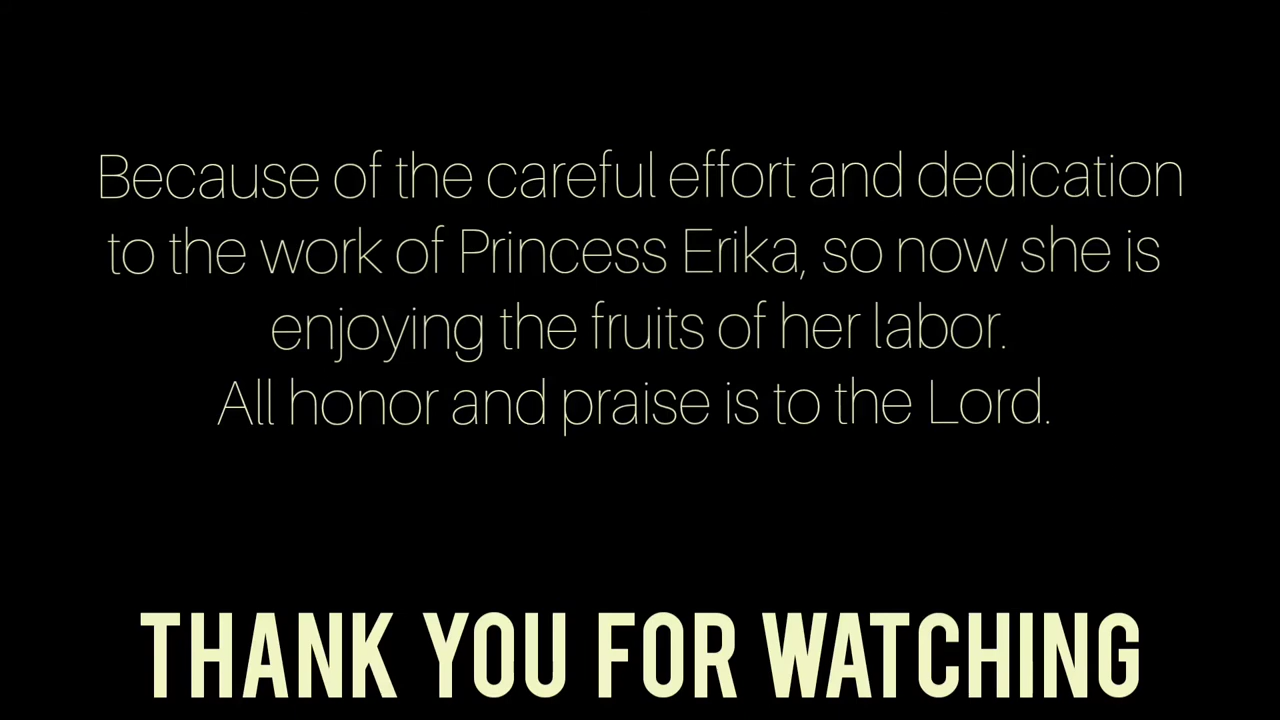 Because of the careful effort and dedication
to the work of Princess Erika, so now she is
enjoying the fruits of her labor.
All honor and praise is to the Lord.
THANK YOU FOR WATCHING